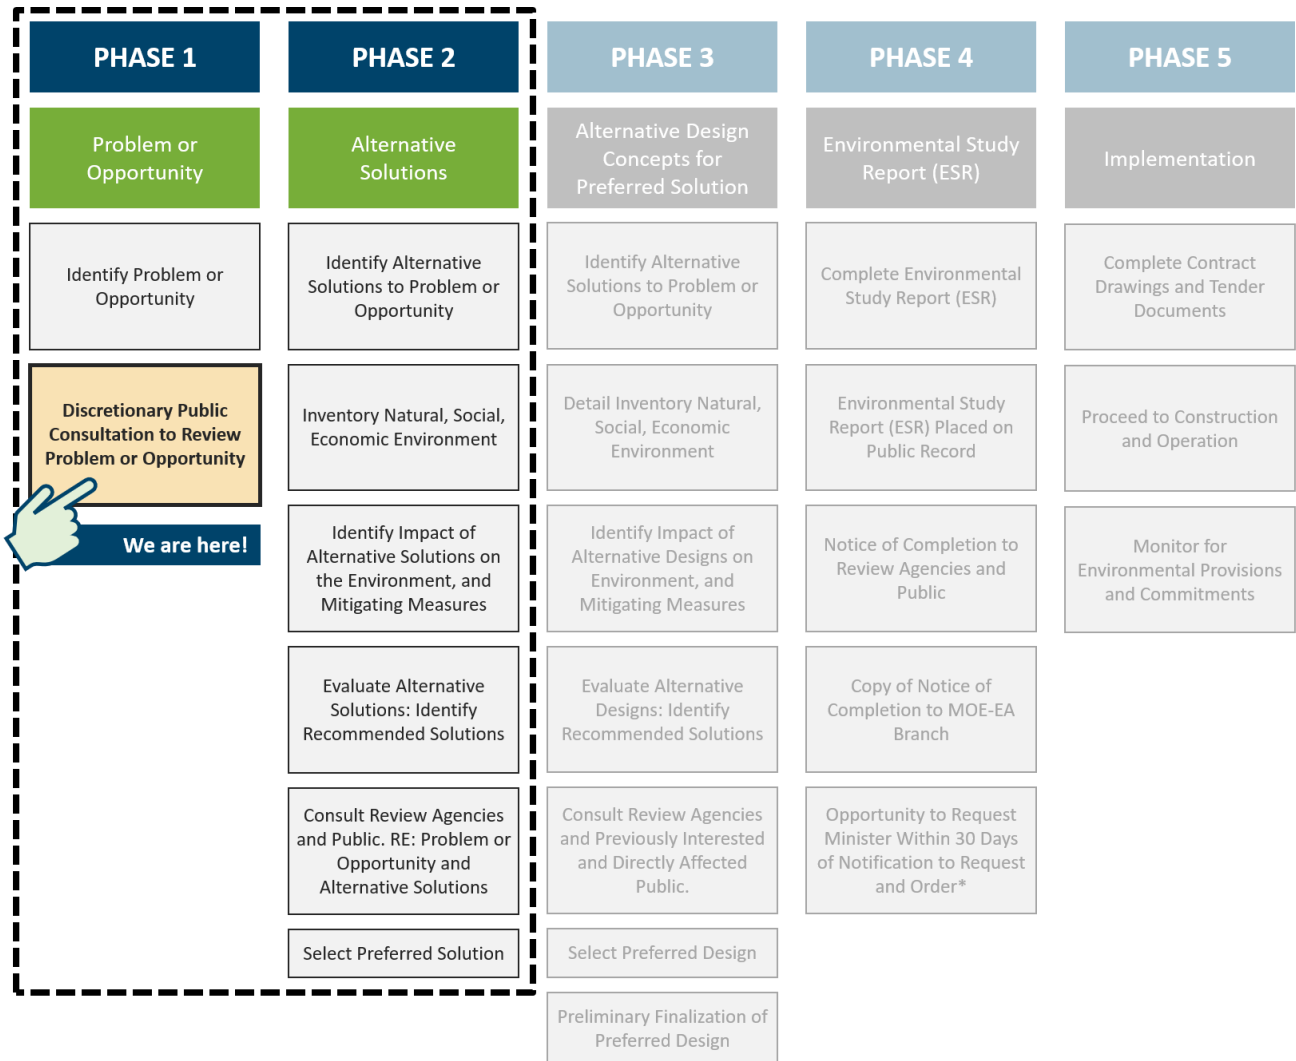 PHASE 1
Problem or
Opportunity
Identify Problem or
Opportunity
Discretionary Public
Consultation to Review
Problem or Opportunity
We are here!
PHASE 2
Alternative
Solutions
Identify Alternative
Solutions to Problem or
Opportunity
Inventory Natural, Social,
Economic Environment
Identify Impact of
Alternative Solutions on
the Environment, and
Mitigating Measures
Evaluate Alternative
Solutions: Identify
Recommended Solutions
Consult Review Agencies
and Public. RE: Problem or
Opportunity and
Alternative Solutions
Select Preferred Solution
PHASE 3
Alternative Design
Concepts for
Preferred Solution
Identify Alternative
Solutions to Problem or
Opportunity
Detail Inventory Natural,
Social, Economic
Environment
Identify Impact of
Alternative Designs on
Environment, and
Mitigating Measures
Evaluate Alternative
Designs: Identify
Recommended Solutions
Consult Review Agencies
and Previously Interested
and Directly Affected
Public.
Select Preferred Design
Preliminary Finalization of
Preferred Design
PHASE 4
Environmental Study
Report (ESR)
Complete Environmental
Study Report (ESR)
Environmental Study
Report (ESR) Placed on
Public Record
Notice of Completion to
Review Agencies and
Public
Copy of Notice of
Completion to MOE-EA
Branch
Opportunity to Request
Minister Within 30 Days
of Notification to Request
and Order*
PHASE 5
Implementation
Complete Contract
Drawings and Tender
Documents
Proceed to Construction
and Operation
Monitor for
Environmental Provisions
and Commitments